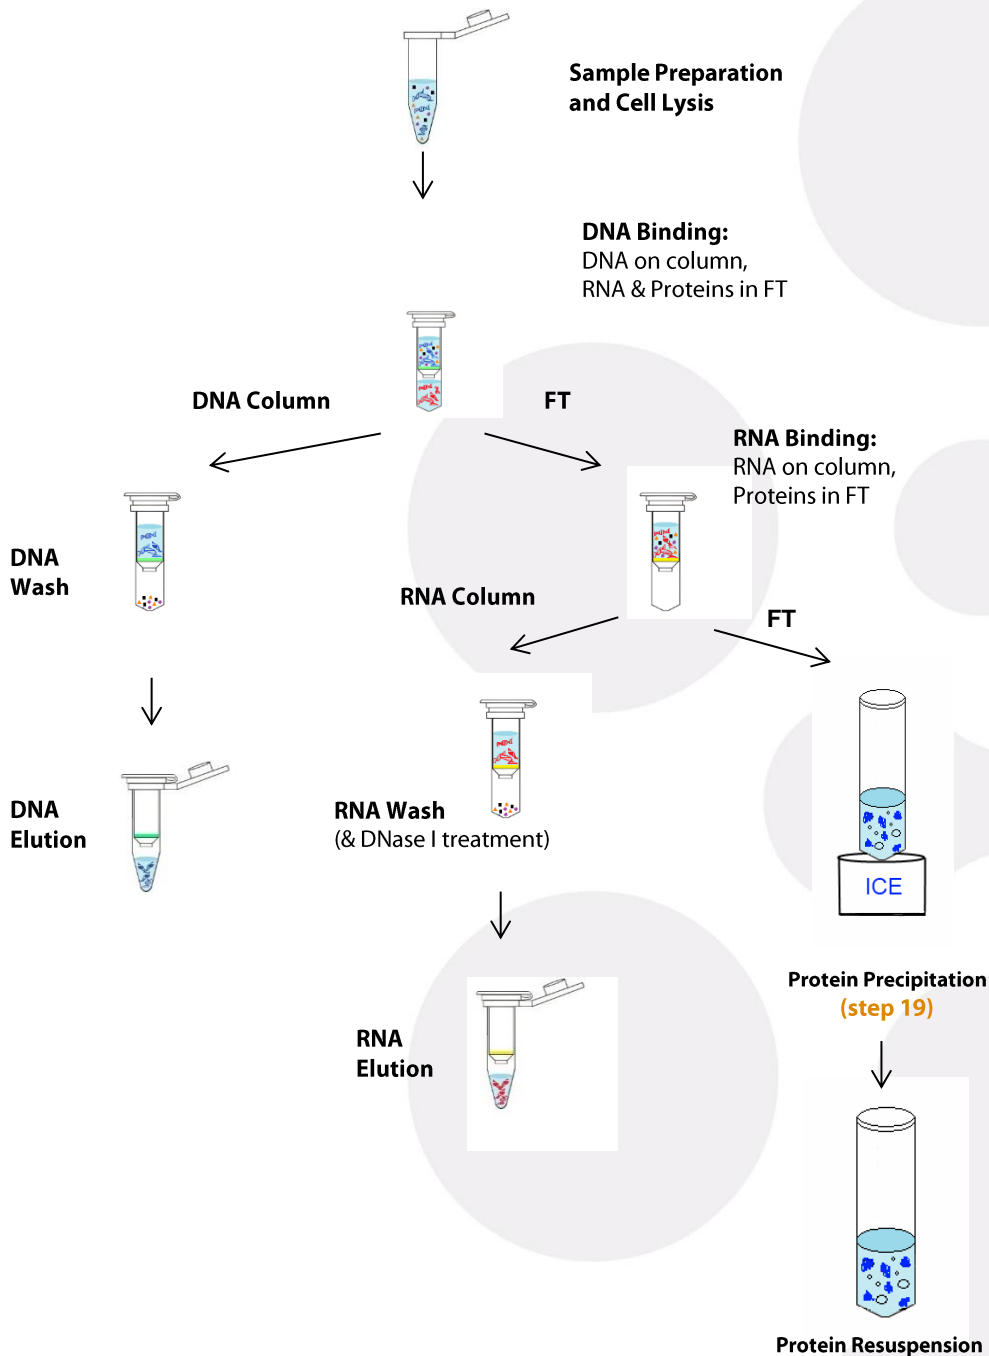 Sample Preparation
and Cell Lysis
DNA Binding:
DNA on column,
RNA & Proteins in FT
DNA Column
FT
RNA Binding:
RNA on column,
Proteins in FT
DNA
Wash
RNA Column
FT
DNA
Elution
RNA Wash
(& DNase I treatment)
ICE
Protein Precipitation
(step 19)
RNA
Elution
Protein Resuspension